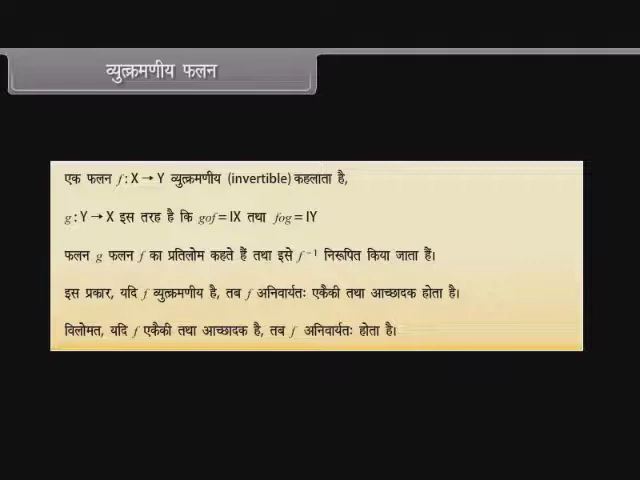 व्युत्क्रमणीय फलन
एक फलन f : X → Y व्युत्क्रमणीय (invertible) कहलाता है,
g : Y → X इस तरह है कि gof = IX तथा fog = IY
फलन g फलन f का प्रतिलोम कहते हैं तथा इसे f⁻¹ निरूपित किया जाता हैं।
इस प्रकार, यदि f व्युत्क्रमणीय है, तब f अनिवार्यतः एकैकी तथा आच्छादक होता है।
विलोमत, यदि f एकैकी तथा आच्छादक है, तब f अनिवार्यतः होता है।